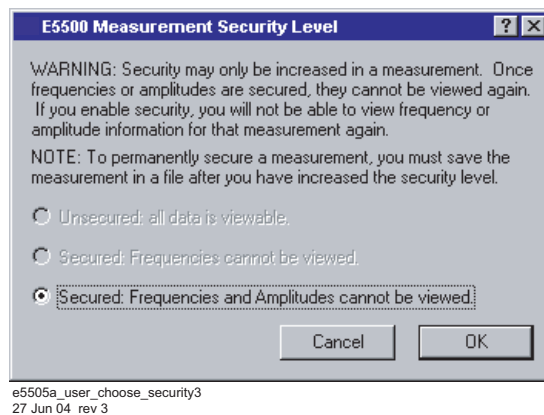 E5500 Measurement Security Level
WARNING: Security may only be increased in a measurement. Once
frequencies or amplitudes are secured, they cannot be viewed again.
If you enable security, you will not be able to view frequency or
amplitude information for that measurement again.
NOTE: To permanently secure a measurement, you must save the
measurement in a file after you have increased the security level.
Unsecured: all data is viewable.
Secured: Frequencies cannot be viewed.
Secured: Frequencies and Amplitudes cannot be viewed.
Cancel OK
e5505a_user_choose_security3
27 Jun 04 rev 3